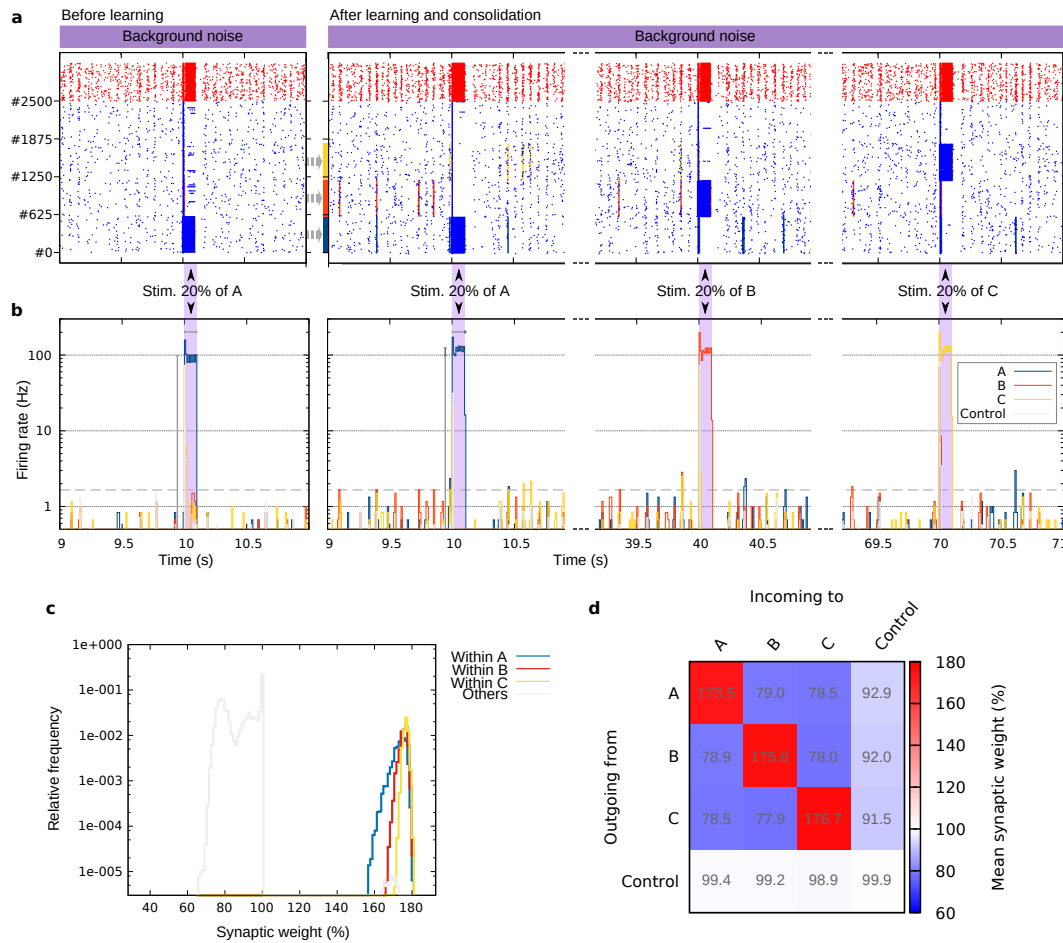 a
Before learning
After learning and consolidation
Background noise
Background noise
#2500
#1875
#1250
#625
#0
Stim. 20% of A
Stim. 20% of A
Stim. 20% of B
Stim. 20% of C
b
Firing rate (Hz)
100
10
1
A
B
C
Control
9 9.5 10 10.5
9 9.5 10 10.5
39.5 40 40.5
69.5 70 70.5 71
Time (s)
Time (s)
c
1e+000
1e-001
1e-002
1e-003
1e-004
1e-005
Relative frequency
40 60 80 100 120 140 160 180
Synaptic weight (%)
Within A
Within B
Within C
Others
d
Incoming to
A B C Control
Outgoing from
A 173.5 79.0 78.5 92.9
B 78.9 175.6 78.0 92.0
C 78.5 77.9 176.7 91.5
Control 99.4 99.2 98.9 99.9
180
160
140
120
100
80
60
Mean synaptic weight (%)